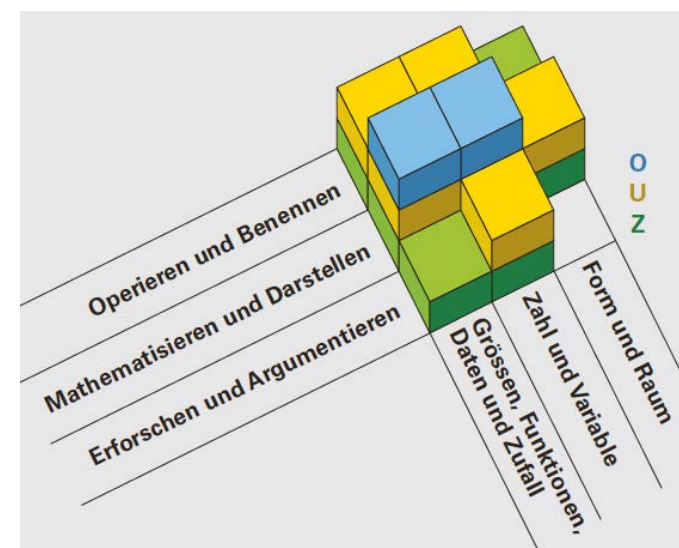 O
U
Z
Operieren und Benennen
Mathematisieren und Darstellen
Erforschen und Argumentieren
Grössen, Funktionen,
Daten und Zufall
Zahl und Variable
Form und Raum